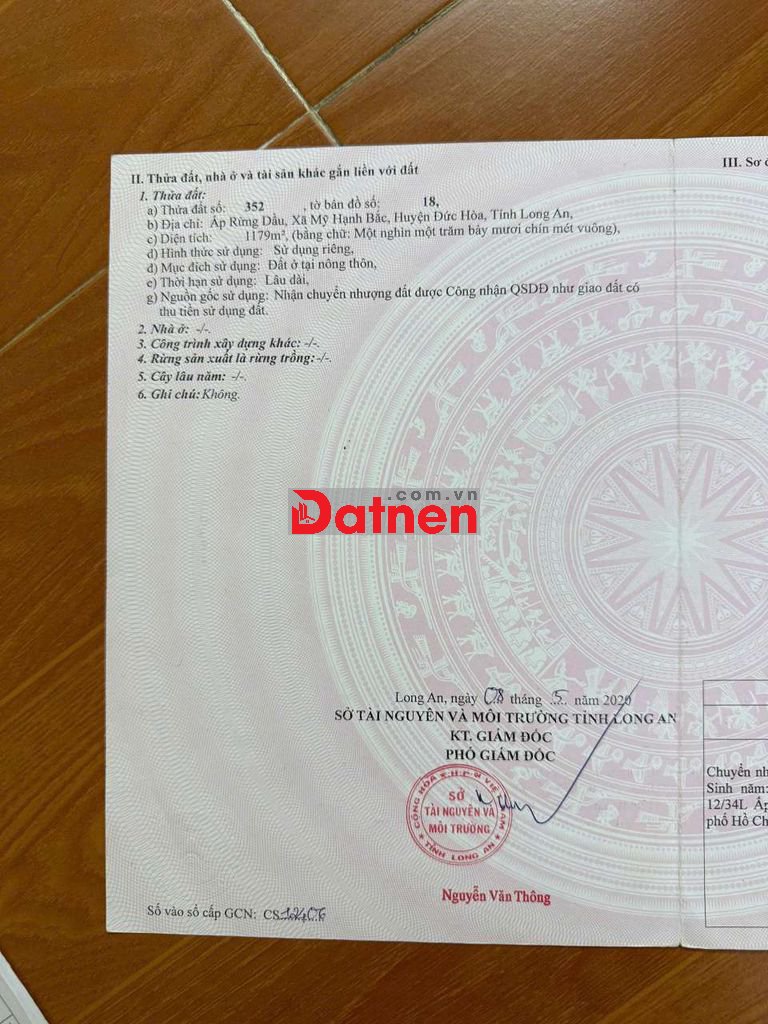 II. Thửa đất, nhà ở và tài sản khác gắn liền với đất
III. Sơ
1. Thửa đất:
a) Thửa đất số: 352 , tờ bản đồ số: 18,
b) Địa chỉ: Ấp Rừng Dầu, Xã Mỹ Hạnh Bắc, Huyện Đức Hòa, Tỉnh Long An,
c) Diện tích: 1179m², (bằng chữ: Một nghìn một trăm bảy mươi chín mét vuông),
d) Hình thức sử dụng: Sử dụng riêng,
đ) Mục đích sử dụng: Đất ở tại nông thôn,
e) Thời hạn sử dụng: Lâu dài,
g) Nguồn gốc sử dụng: Nhận chuyển nhượng đất được Công nhận QSDĐ như giao đất có
thu tiền sử dụng đất.
2. Nhà ở: -/-.
3. Công trình xây dựng khác: -/-.
4. Rừng sản xuất là rừng trồng: -/-.
5. Cây lâu năm: -/-.
6. Ghi chú: Không.
.com.vn
Datnen
Long An, ngày 08 tháng 5 năm 2020
SỞ TÀI NGUYÊN VÀ MÔI TRƯỜNG TỈNH LONG AN
KT. GIÁM ĐỐC
PHÓ GIÁM ĐỐC
CỘNG HÒA X.H.C.N VIỆT NAM
SỞ
TÀI NGUYÊN VÀ
MÔI TRƯỜNG
TỈNH LONG AN
Nguyễn Văn Thông
Số vào sổ cấp GCN: CS
Chuyển nh
Sinh năm:
12/34L Ấp
phố Hồ Ch